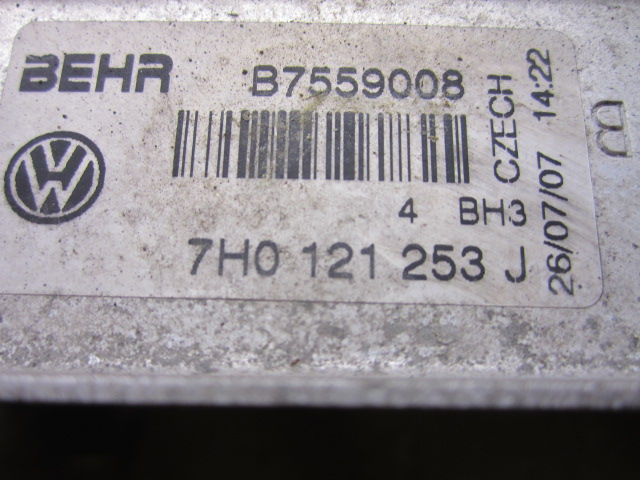 BEHR B7559008
4 BH3
7H0 121 253 J
CZECH
26/07/07 14:22
B